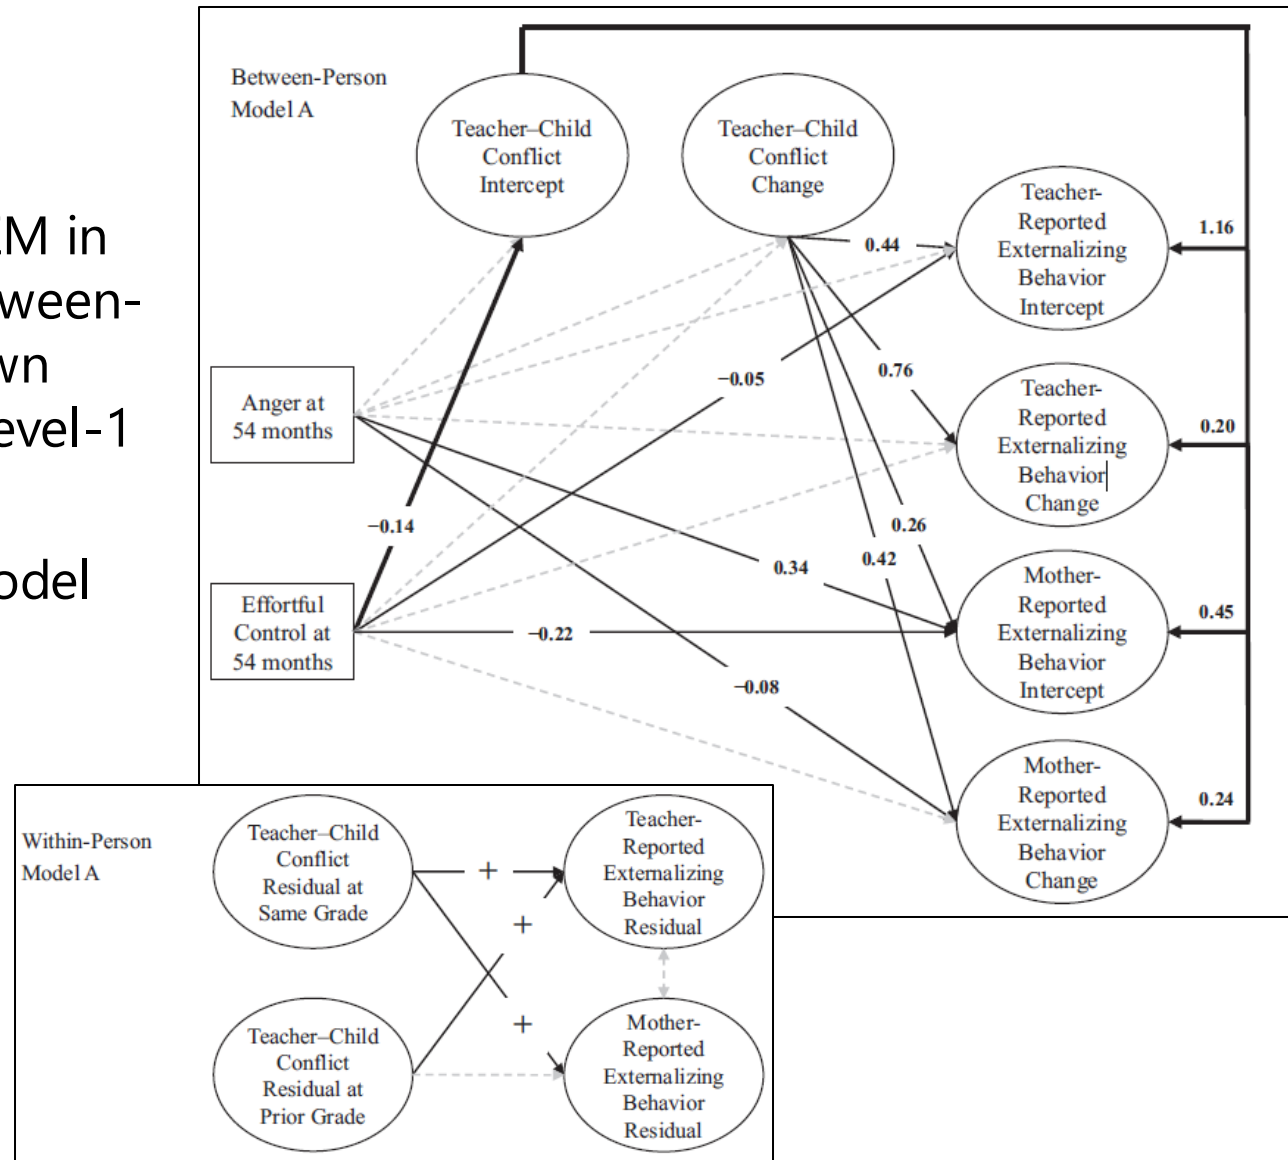 EM in
ween-
wn
evel-1
odel
Between-Person
Model A
Teacher–Child
Conflict
Intercept
Teacher–Child
Conflict
Change
Teacher-
Reported
Externalizing
Behavior
Intercept
1.16
0.44
−0.05
0.76
Teacher-
Reported
Externalizing
Behavior
Change
0.20
Anger at
54 months
−0.14
0.26
0.42
0.34
Effortful
Control at
54 months
−0.22
−0.08
Mother-
Reported
Externalizing
Behavior
Intercept
0.45
Mother-
Reported
Externalizing
Behavior
Change
0.24
Within-Person
Model A
Teacher–Child
Conflict
Residual at
Same Grade
+
+
+
Teacher-
Reported
Externalizing
Behavior
Residual
Teacher–Child
Conflict
Residual at
Prior Grade
Mother-
Reported
Externalizing
Behavior
Residual